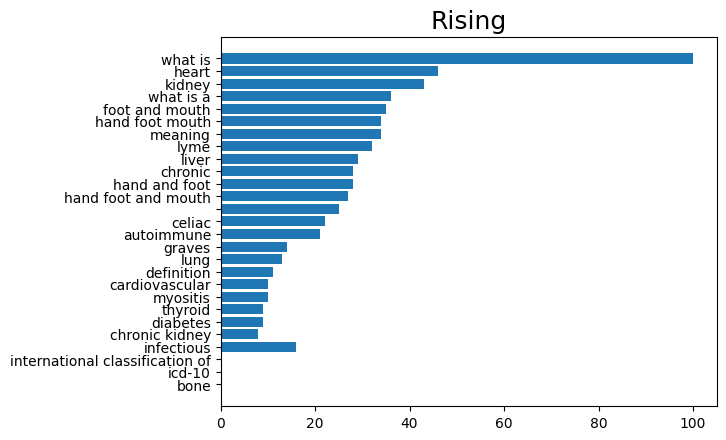 Rising
what is
heart
kidney
what is a
foot and mouth
hand foot mouth
meaning
lyme
liver
chronic
hand and foot
hand foot and mouth
celiac
autoimmune
graves
lung
definition
cardiovascular
myositis
thyroid
diabetes
chronic kidney
infectious
international classification of
icd-10
bone
0 20 40 60 80 100